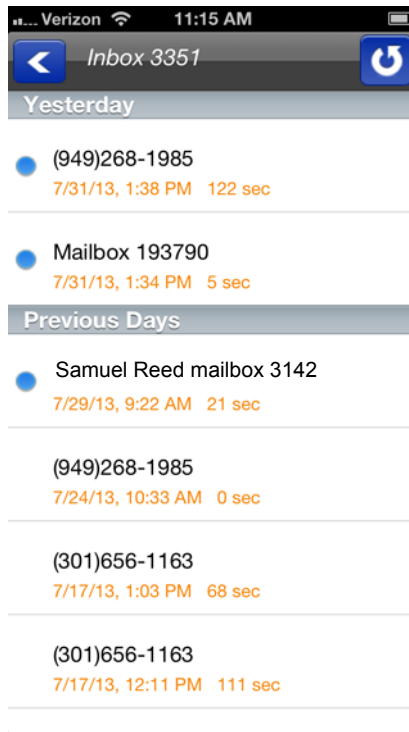 Verizon 11:15 AM
Inbox 3351
Yesterday
(949)268-1985
7/31/13, 1:38 PM 122 sec
Mailbox 193790
7/31/13, 1:34 PM 5 sec
Previous Days
Samuel Reed mailbox 3142
7/29/13, 9:22 AM 21 sec
(949)268-1985
7/24/13, 10:33 AM 0 sec
(301)656-1163
7/17/13, 1:03 PM 68 sec
(301)656-1163
7/17/13, 12:11 PM 111 sec